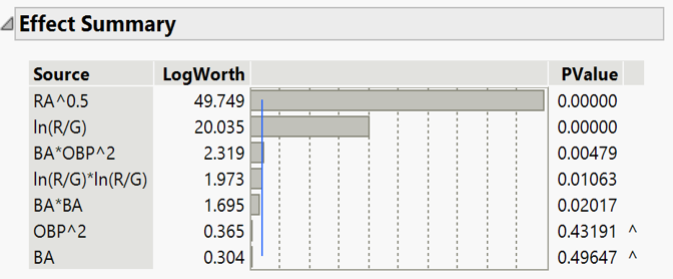 Effect Summary
Source LogWorth PValue
RA^0.5 49.749 0.00000
ln(R/G) 20.035 0.00000
BA*OBP^2 2.319 0.00479
ln(R/G)*ln(R/G) 1.973 0.01063
BA*BA 1.695 0.02017
OBP^2 0.365 0.43191 ^
BA 0.304 0.49647 ^